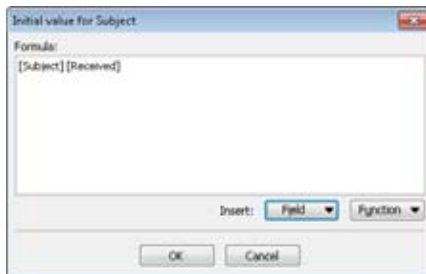 Initial value for Subject
Formula:
[Subject] [Received]
Insert: Field Function
OK Cancel